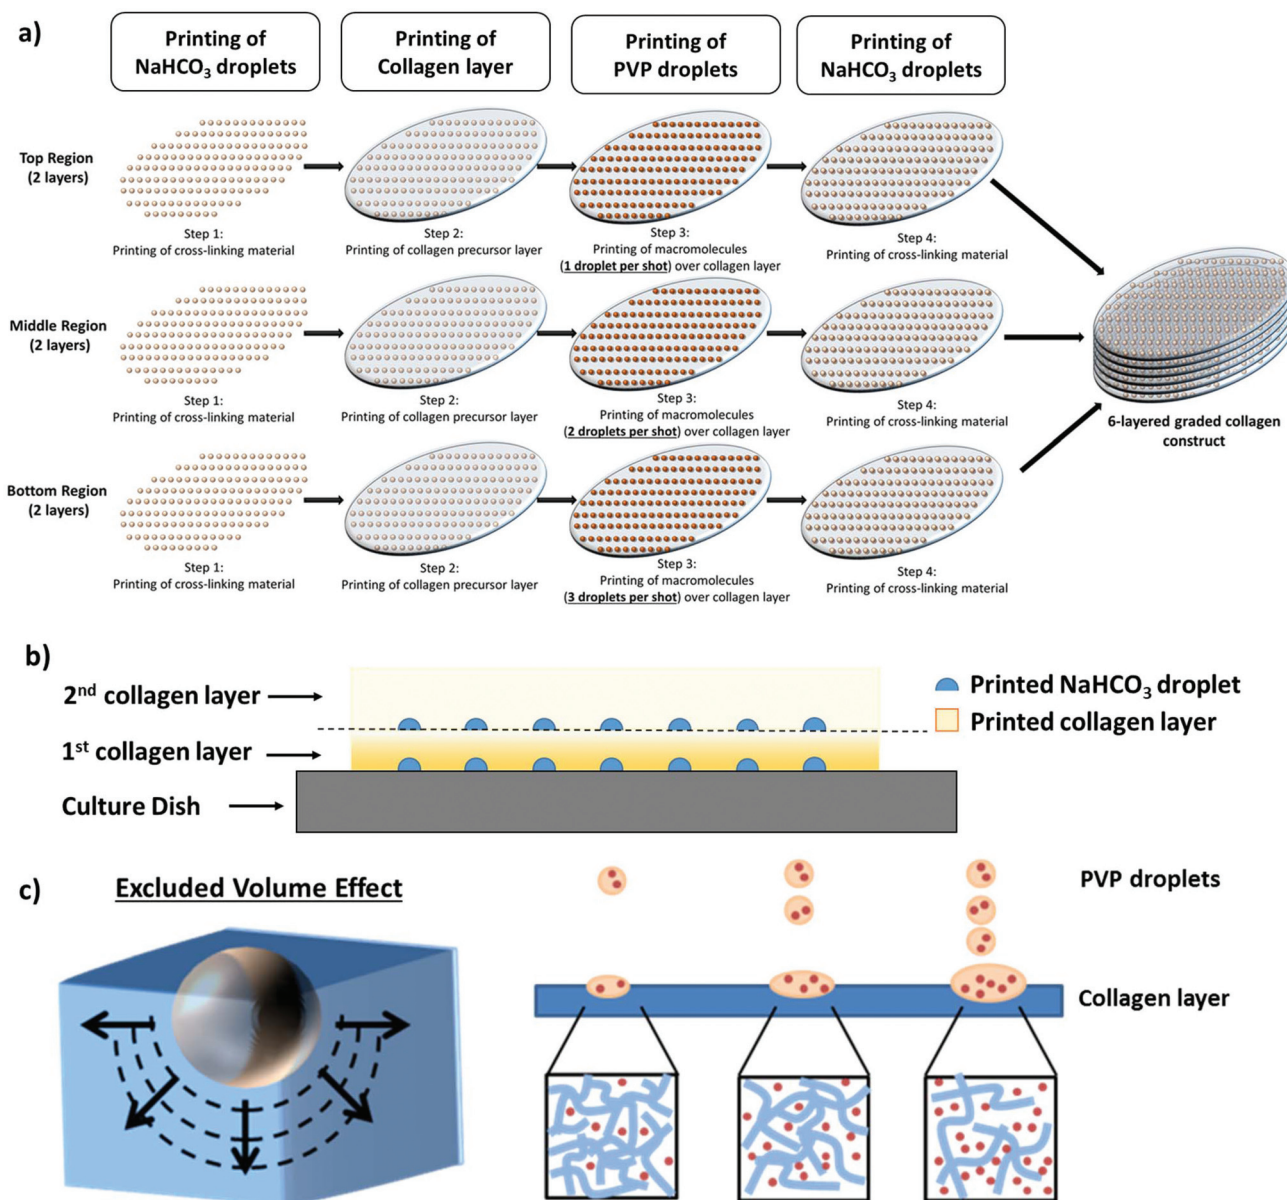 a)
Printing of
NaHCO₃ droplets
Printing of
Collagen layer
Printing of
PVP droplets
Printing of
NaHCO₃ droplets
Top Region
(2 layers)
Step 1:
Printing of cross-linking material
Step 2:
Printing of collagen precursor layer
Step 3:
Printing of macromolecules
(1 droplet per shot) over collagen layer
Step 4:
Printing of cross-linking material
Middle Region
(2 layers)
Step 1:
Printing of cross-linking material
Step 2:
Printing of collagen precursor layer
Step 3:
Printing of macromolecules
(2 droplets per shot) over collagen layer
Step 4:
Printing of cross-linking material
Bottom Region
(2 layers)
Step 1:
Printing of cross-linking material
Step 2:
Printing of collagen precursor layer
Step 3:
Printing of macromolecules
(3 droplets per shot) over collagen layer
Step 4:
Printing of cross-linking material
6-layered graded collagen
construct
b)
2nd collagen layer
1st collagen layer
Culture Dish
Printed NaHCO₃ droplet
Printed collagen layer
c)
Excluded Volume Effect
PVP droplets
Collagen layer